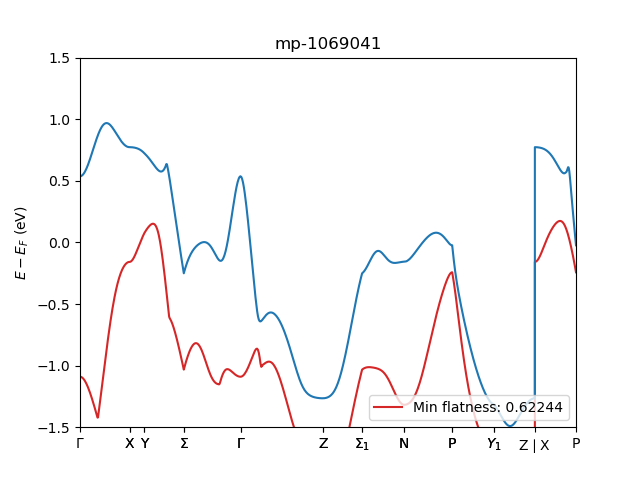 mp-1069041
E − E_F (eV)
1.5
1.0
0.5
0.0
−0.5
−1.0
−1.5
Min flatness: 0.62244
Γ X Y Σ Γ Z Σ₁ N P Y₁ Z | X P